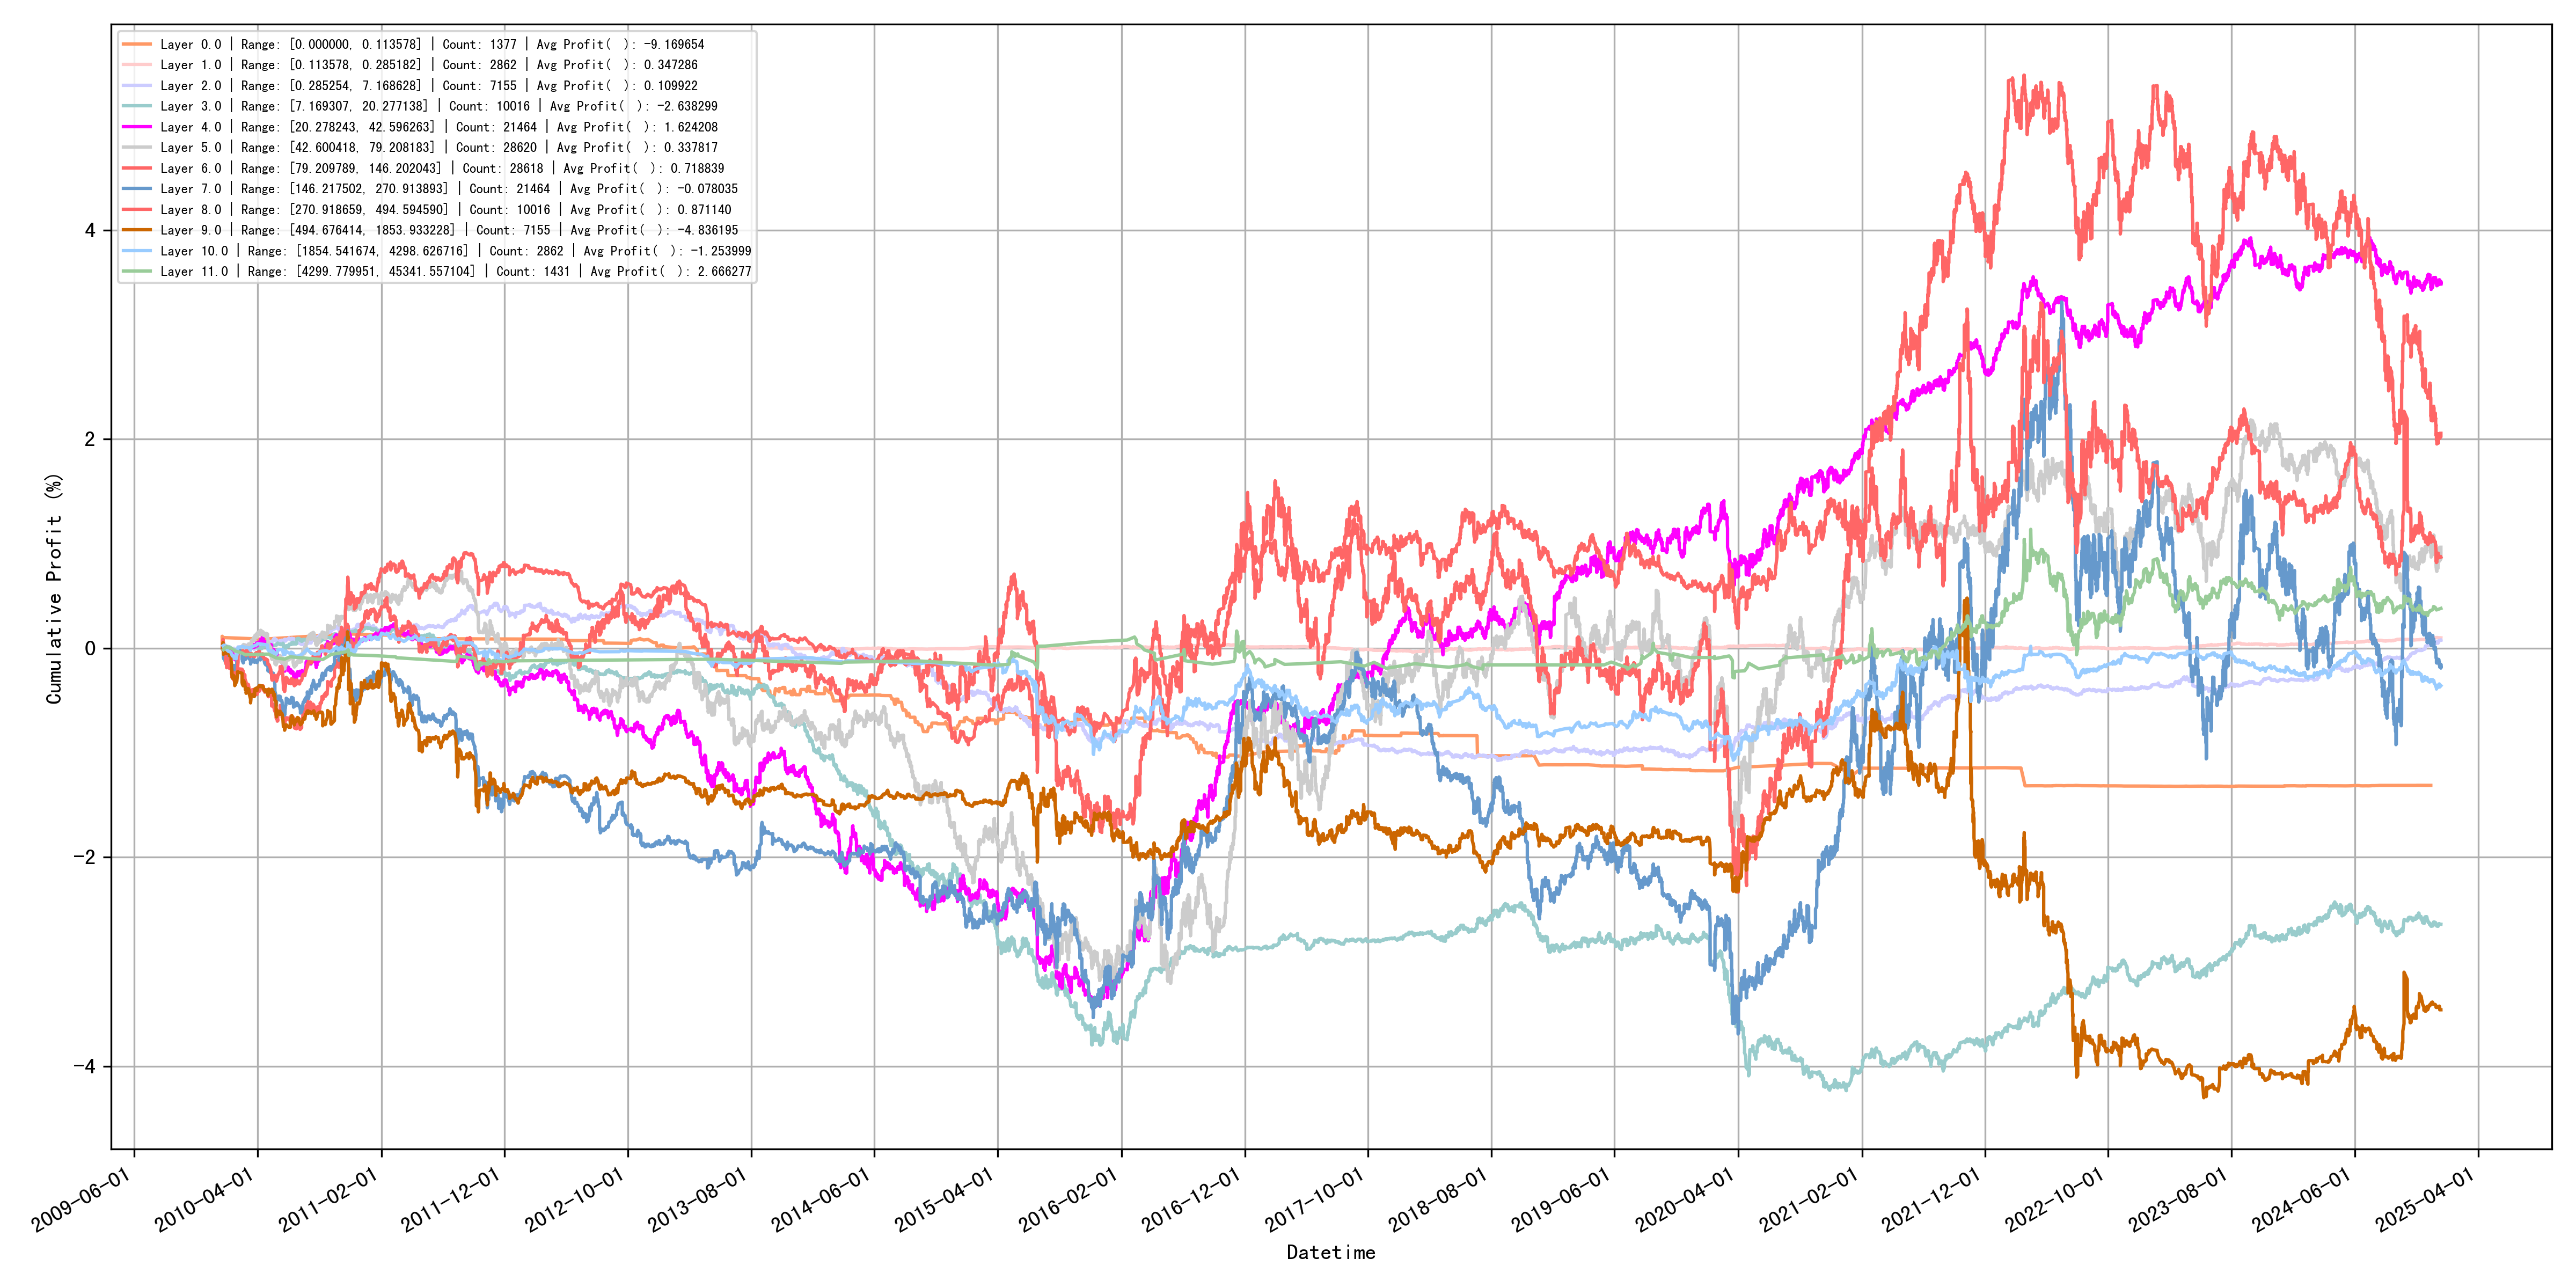 Layer 0.0 | Range: [0.000000, 0.113578] | Count: 1377 | Avg Profit( ): -9.169654
Layer 1.0 | Range: [0.113578, 0.285182] | Count: 2862 | Avg Profit( ): 0.347286
Layer 2.0 | Range: [0.285254, 7.168628] | Count: 7155 | Avg Profit( ): 0.109922
Layer 3.0 | Range: [7.169307, 20.277138] | Count: 10016 | Avg Profit( ): -2.638299
Layer 4.0 | Range: [20.278243, 42.596263] | Count: 21464 | Avg Profit( ): 1.624208
Layer 5.0 | Range: [42.600418, 79.208183] | Count: 28620 | Avg Profit( ): 0.337817
Layer 6.0 | Range: [79.209789, 146.202043] | Count: 28618 | Avg Profit( ): 0.718839
Layer 7.0 | Range: [146.217502, 270.913893] | Count: 21464 | Avg Profit( ): -0.078035
Layer 8.0 | Range: [270.918659, 494.594590] | Count: 10016 | Avg Profit( ): 0.871140
Layer 9.0 | Range: [494.676414, 1853.933228] | Count: 7155 | Avg Profit( ): -4.836195
Layer 10.0 | Range: [1854.541674, 4298.626716] | Count: 2862 | Avg Profit( ): -1.253999
Layer 11.0 | Range: [4299.779951, 45341.557104] | Count: 1431 | Avg Profit( ): 2.666277
4
2
0
-2
-4
Cumulative Profit (%)
2009-06-01
2010-04-01
2011-02-01
2011-12-01
2012-10-01
2013-08-01
2014-06-01
2015-04-01
2016-02-01
2016-12-01
2017-10-01
2018-08-01
2019-06-01
2020-04-01
2021-02-01
2021-12-01
2022-10-01
2023-08-01
2024-06-01
2025-04-01
Datetime